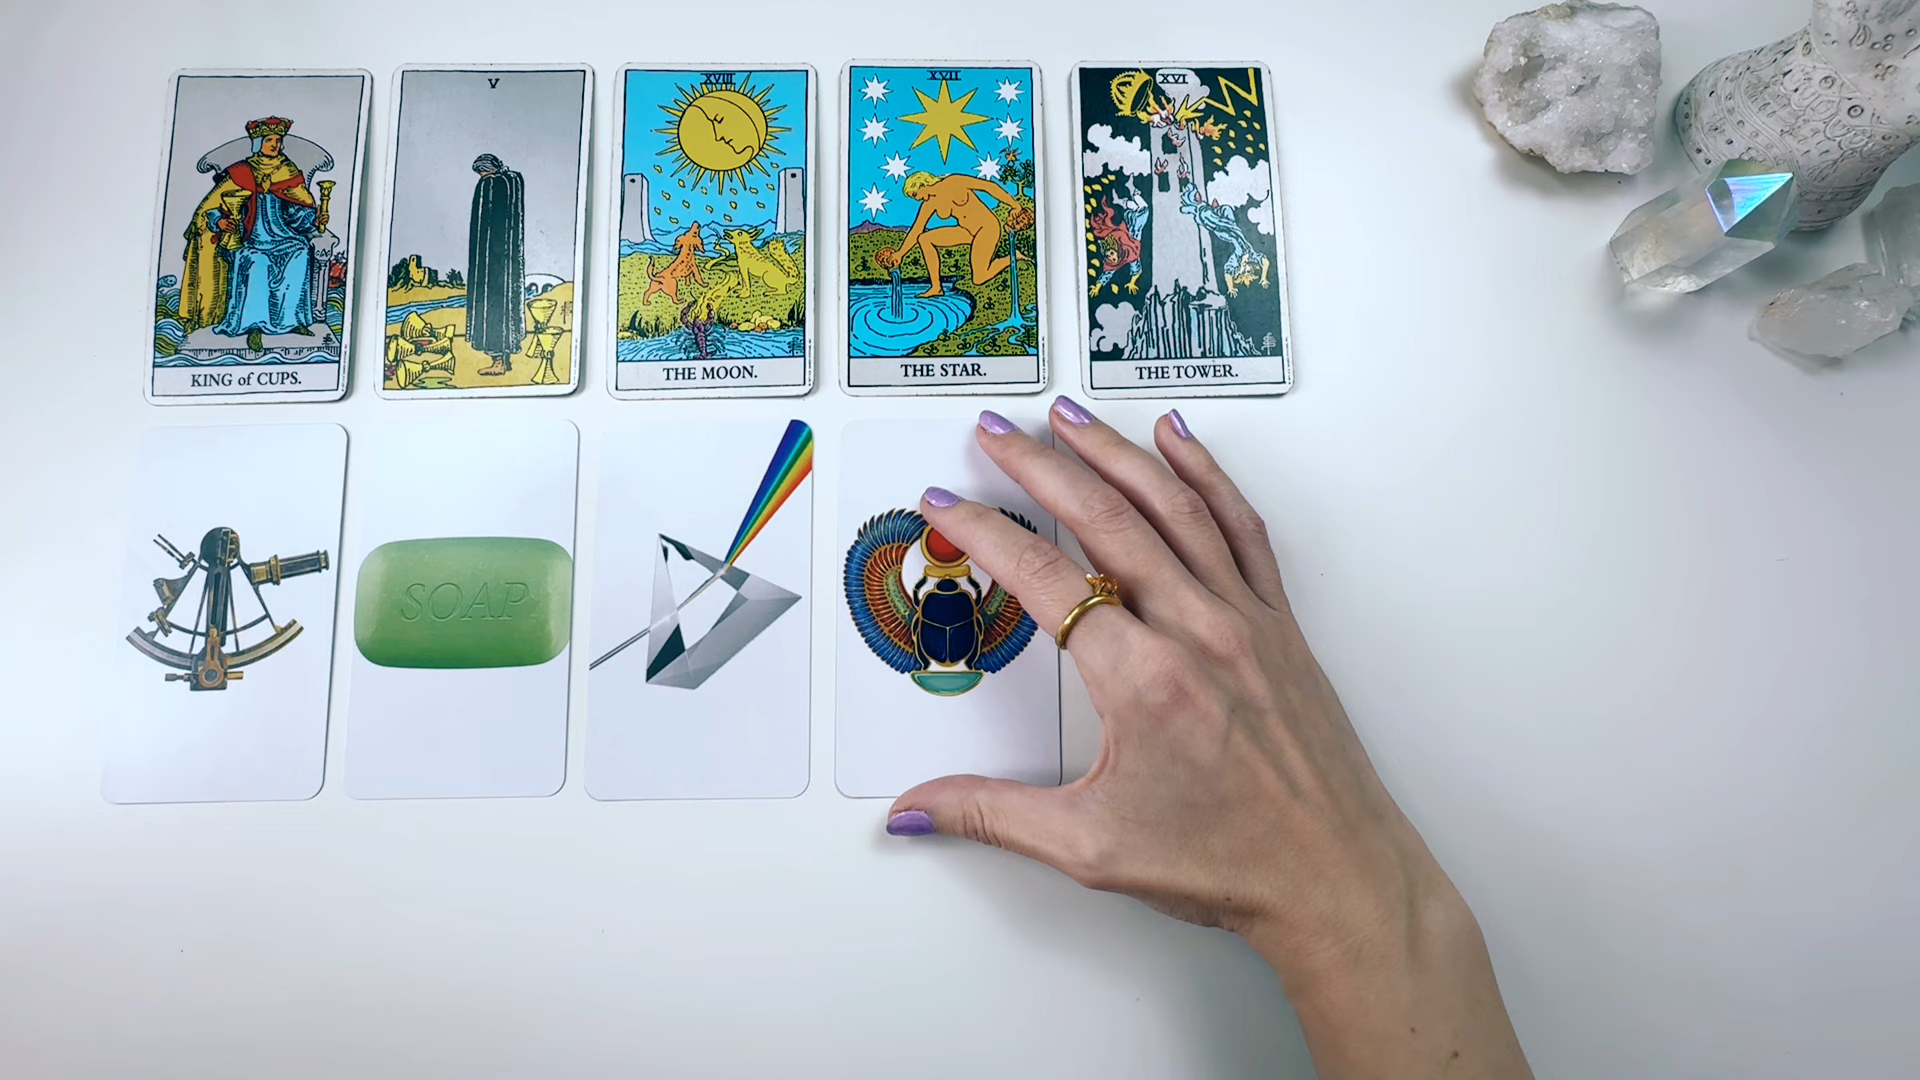 V
XVIII
XVII
XVI
KING of CUPS.
THE MOON.
THE STAR.
THE TOWER.
SOAP